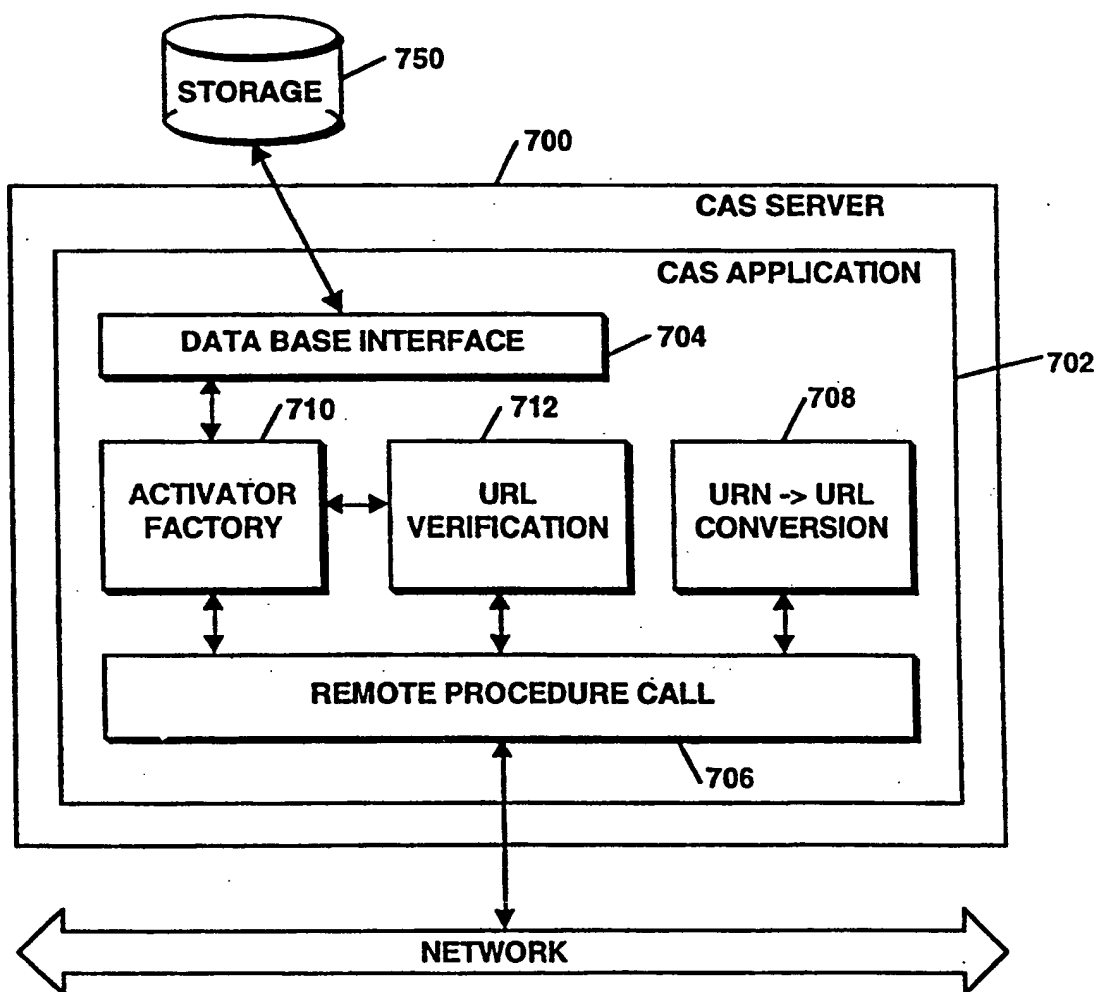 STORAGE
750
700
CAS SERVER
CAS APPLICATION
DATA BASE INTERFACE
704
702
710
712
708
ACTIVATOR
FACTORY
URL
VERIFICATION
URN -> URL
CONVERSION
REMOTE PROCEDURE CALL
706
NETWORK